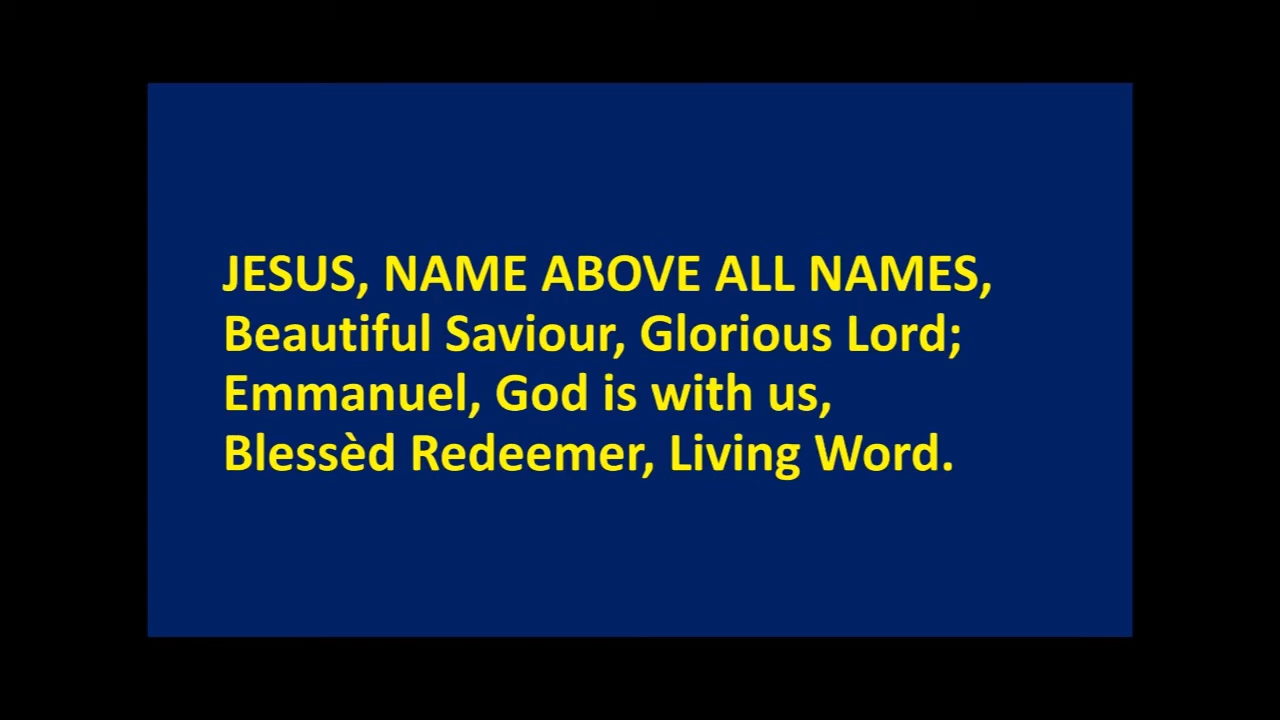 JESUS, NAME ABOVE ALL NAMES,
Beautiful Saviour, Glorious Lord;
Emmanuel, God is with us,
Blessèd Redeemer, Living Word.